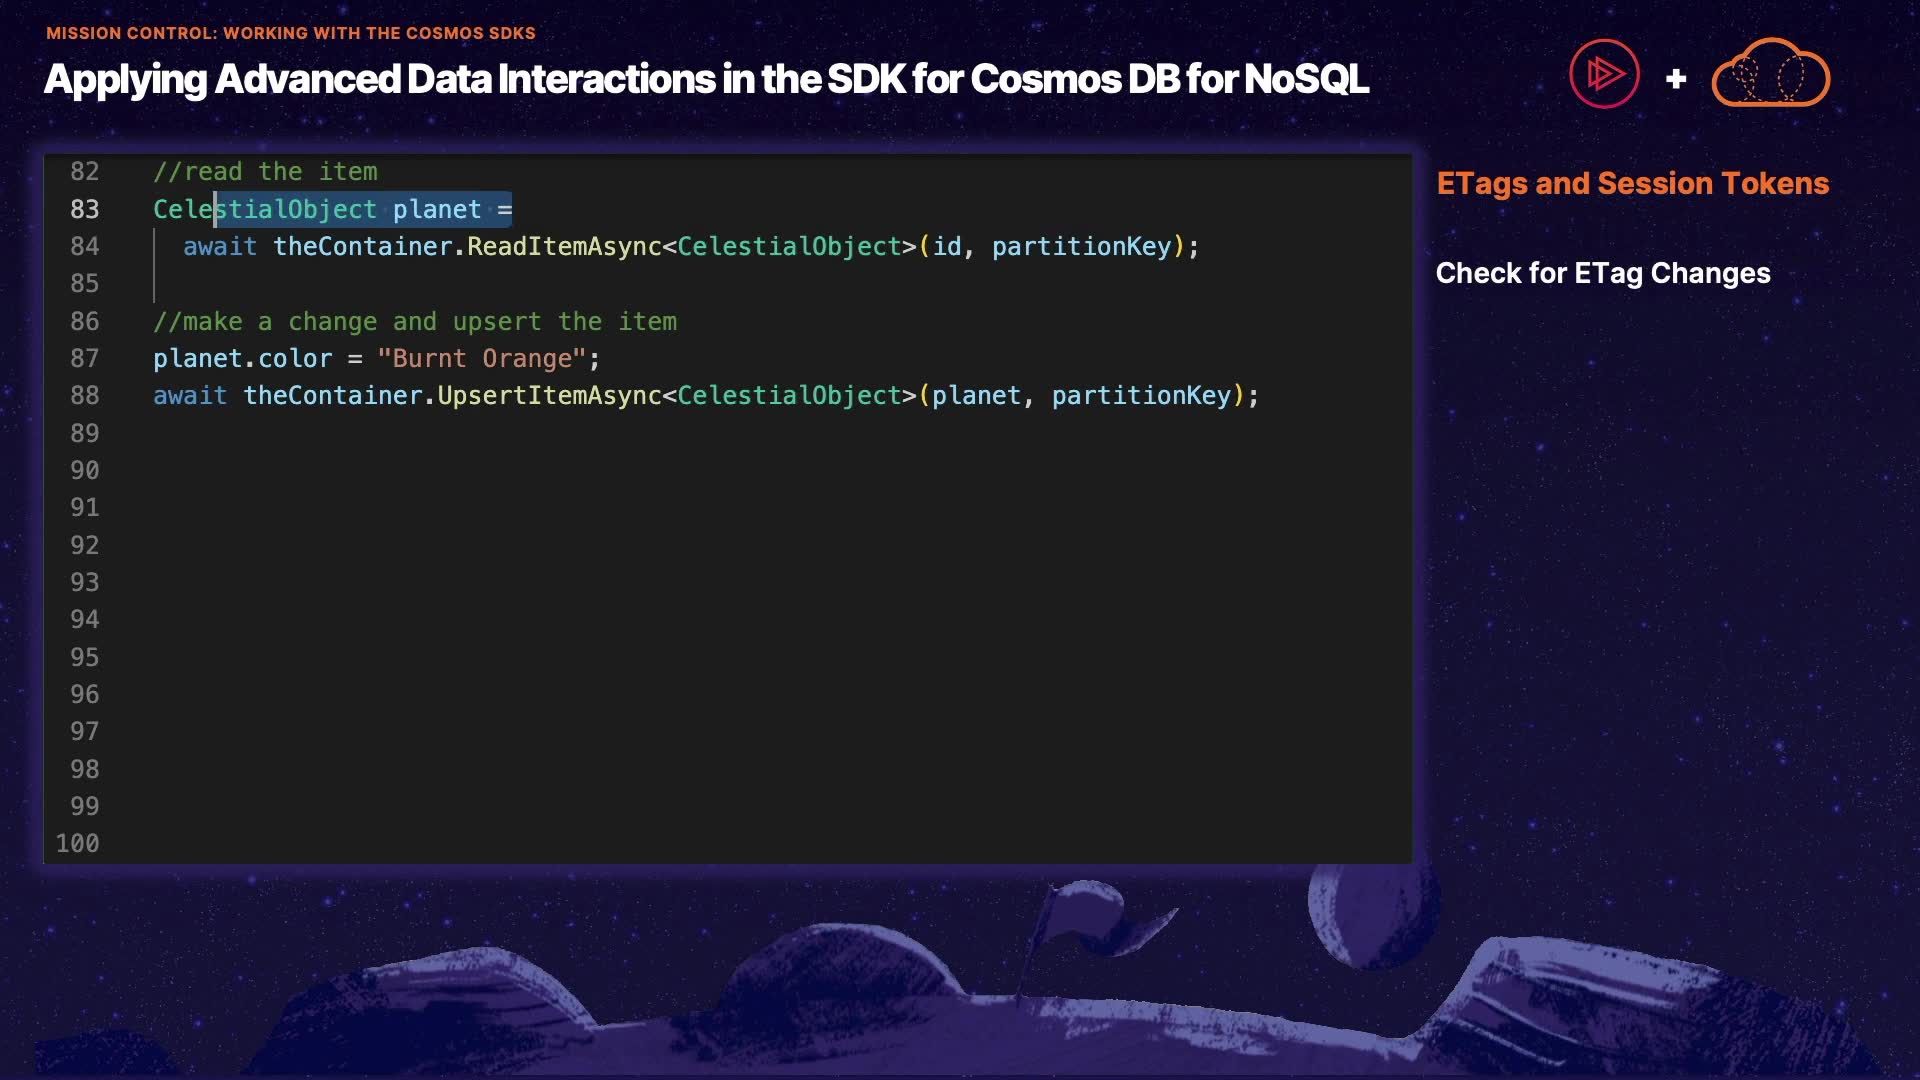 MISSION CONTROL: WORKING WITH THE COSMOS SDKS
Applying Advanced Data Interactions in the SDK for Cosmos DB for NoSQL
+
82 //read the item
83 CelestialObject planet =
84 await theContainer.ReadItemAsync<CelestialObject>(id, partitionKey);
85
86 //make a change and upsert the item
87 planet.color = "Burnt Orange";
88 await theContainer.UpsertItemAsync<CelestialObject>(planet, partitionKey);
89
90
91
92
93
94
95
96
97
98
99
100
ETags and Session Tokens
Check for ETag Changes